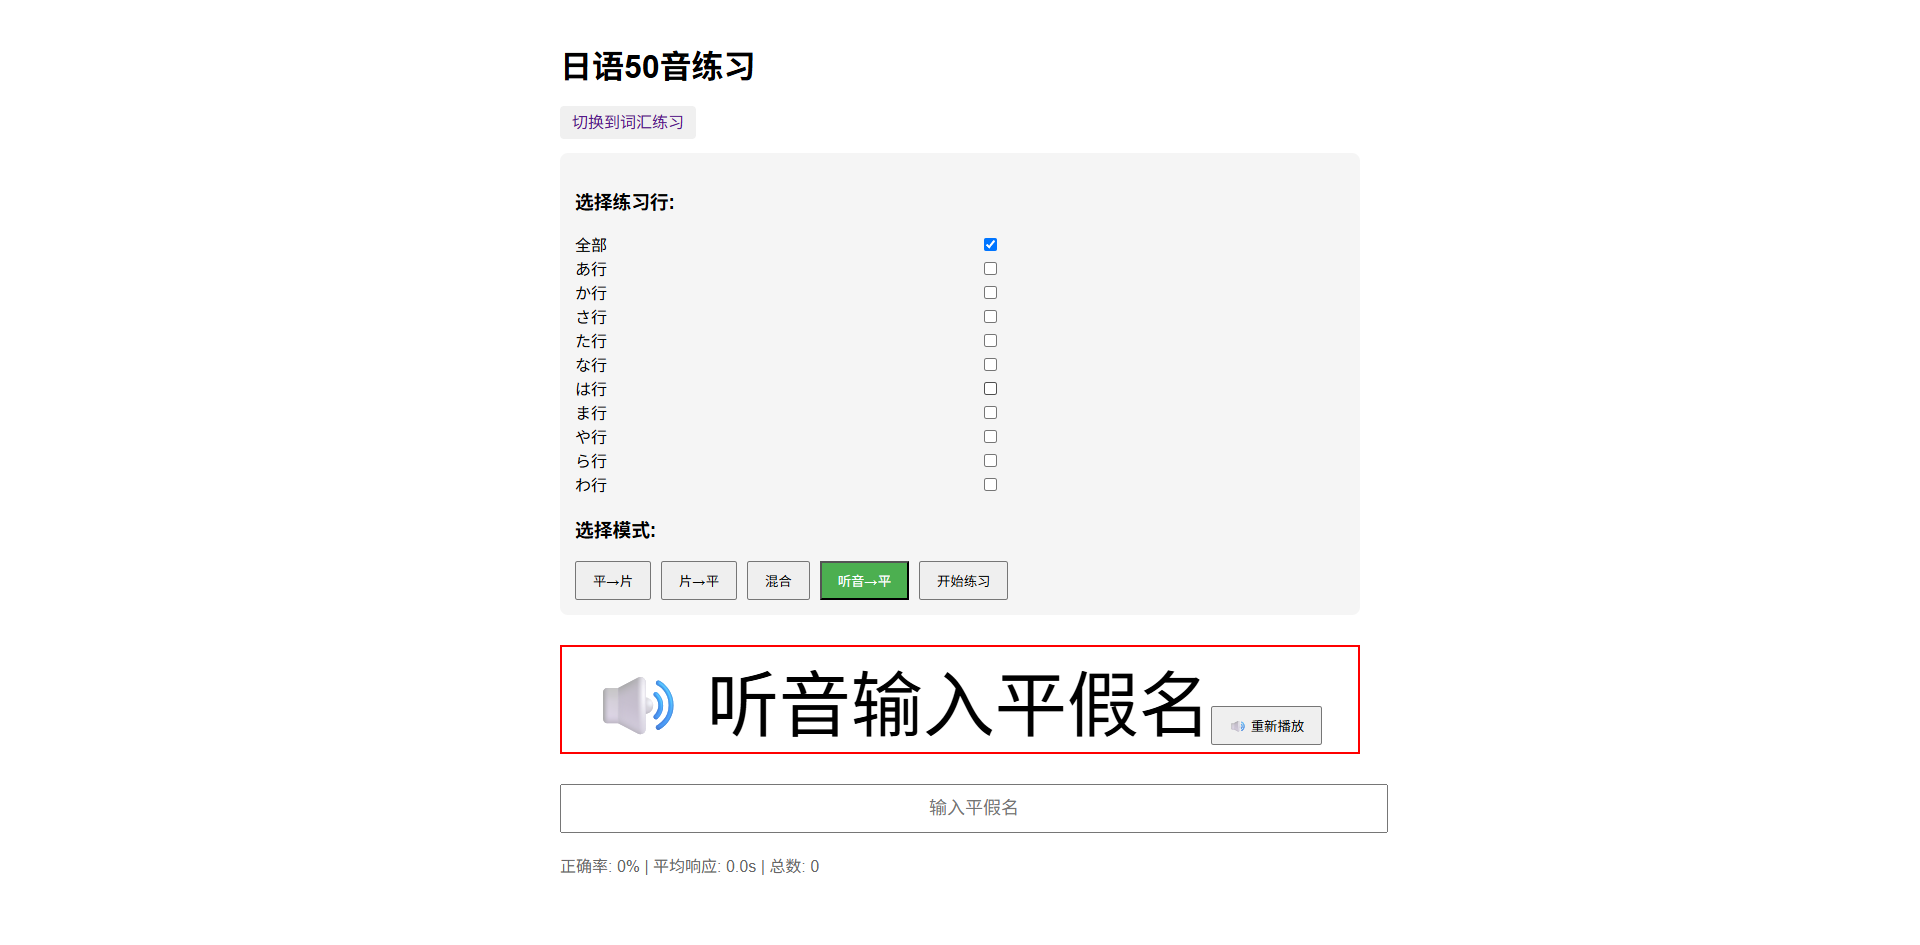 日语50音练习
切换到词汇练习
选择练习行:
全部
あ行
か行
さ行
た行
な行
は行
ま行
や行
ら行
わ行
选择模式:
平→片 片→平 混合 听音→平 开始练习
🔊 听音输入平假名 🔊 重新播放
输入平假名
正确率: 0% | 平均响应: 0.0s | 总数: 0